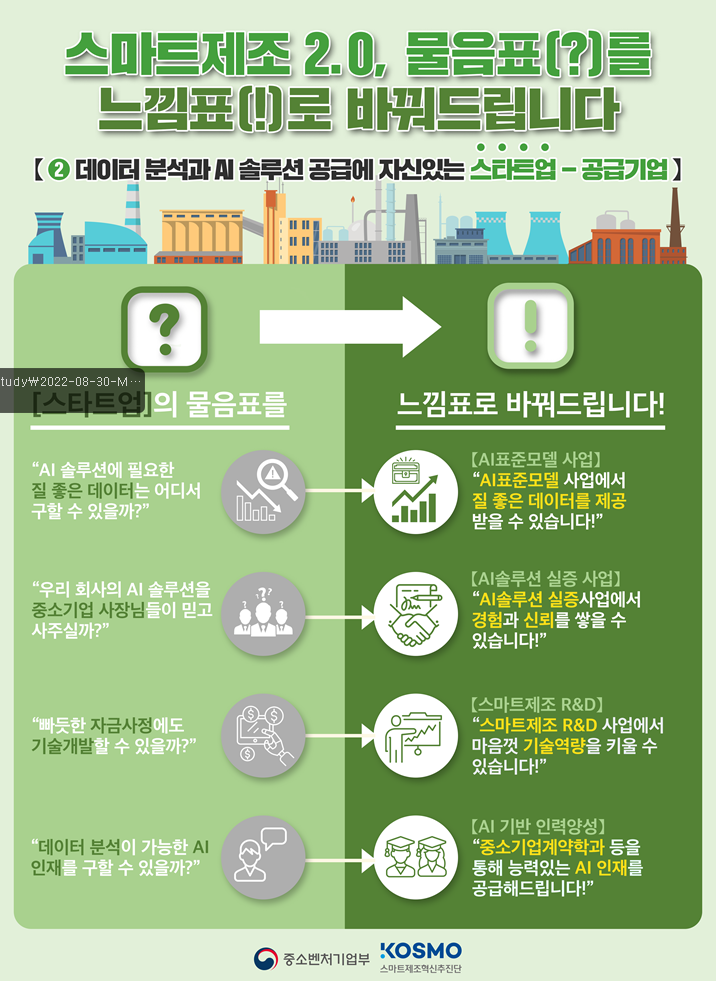 스마트제조 2.0, 물음표(?)를
느낌표(!)로 바꿔드립니다
【 ❷ 데이터 분석과 AI 솔루션 공급에 자신있는 스타트업 – 공급기업 】
?
!
tudy₩2022-08-30-M…
[스타트업]의 물음표를
느낌표로 바꿔드립니다!
“AI 솔루션에 필요한
질 좋은 데이터는 어디서
구할 수 있을까?”
【AI표준모델 사업】
“AI표준모델 사업에서
질 좋은 데이터를 제공
받을 수 있습니다!”
“우리 회사의 AI 솔루션을
중소기업 사장님들이 믿고
사주실까?”
???
【AI솔루션 실증 사업】
“AI솔루션 실증사업에서
경험과 신뢰를 쌓을 수
있습니다!”
“빠듯한 자금사정에도
기술개발할 수 있을까?”
【스마트제조 R&D】
“스마트제조 R&D 사업에서
마음껏 기술역량을 키울 수
있습니다!”
“데이터 분석이 가능한 AI
인재를 구할 수 있을까?”
【AI 기반 인력양성】
“중소기업계약학과 등을
통해 능력있는 AI 인재를
공급해드립니다!”
중소벤처기업부
KOSMO
스마트제조혁신추진단